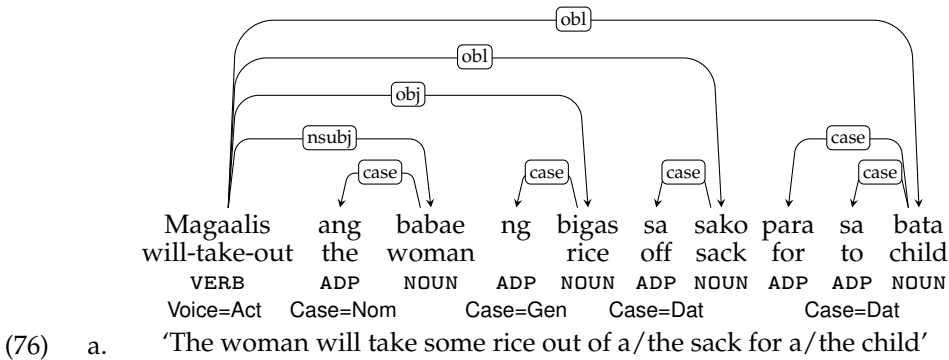 obl
obl
obj
nsubj case
case case case case
Magaalis ang babae ng bigas sa sako para sa bata
will-take-out the woman rice off sack for to child
VERB ADP NOUN ADP NOUN ADP NOUN ADP ADP NOUN
Voice=Act Case=Nom Case=Gen Case=Dat Case=Dat
(76) a. ‘The woman will take some rice out of a/the sack for a/the child’